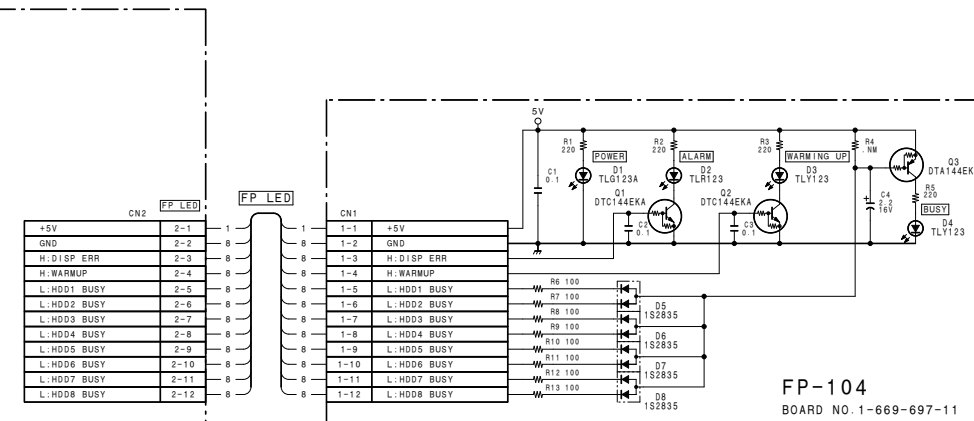 5V
R1
220
POWER
D1
TLG123A
C1
0.1
R2
220
ALARM
D2
TLR123
Q1
DTC144EKA
C2
0.1
R3
220
WARMING UP
D3
TLY123
Q2
DTC144EKA
C3
0.1
R4
.NM
Q3
DTA144EK
C4
2.2
16V
+
R5
220
BUSY
D4
TLY123
CN2 FP LED
+5V 2-1
GND 2-2
H:DISP ERR 2-3
H:WARMUP 2-4
L:HDD1 BUSY 2-5
L:HDD2 BUSY 2-6
L:HDD3 BUSY 2-7
L:HDD4 BUSY 2-8
L:HDD5 BUSY 2-9
L:HDD6 BUSY 2-10
L:HDD7 BUSY 2-11
L:HDD8 BUSY 2-12
FP LED
1 1
8 8
8 8
8 8
8 8
8 8
8 8
8 8
8 8
8 8
8 8
8 8
CN1
1-1 +5V
1-2 GND
1-3 H:DISP ERR
1-4 H:WARMUP
1-5 L:HDD1 BUSY
1-6 L:HDD2 BUSY
1-7 L:HDD3 BUSY
1-8 L:HDD4 BUSY
1-9 L:HDD5 BUSY
1-10 L:HDD6 BUSY
1-11 L:HDD7 BUSY
1-12 L:HDD8 BUSY
R6 100
R7 100
R8 100
R9 100
R10 100
R11 100
R12 100
R13 100
D5
1S2835
D6
1S2835
D7
1S2835
D8
1S2835
FP-104
BOARD NO.1-669-697-11